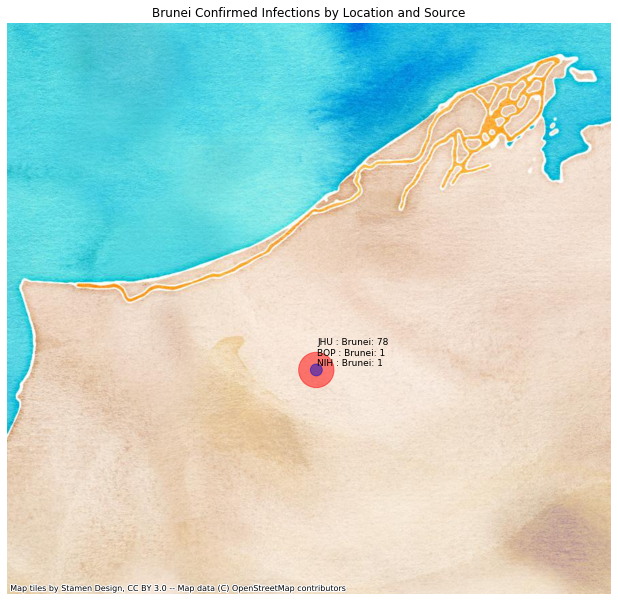 Brunei Confirmed Infections by Location and Source
JHU : Brunei: 78
BOP : Brunei: 1
NIH : Brunei: 1
Map tiles by Stamen Design, CC BY 3.0 -- Map data (C) OpenStreetMap contributors